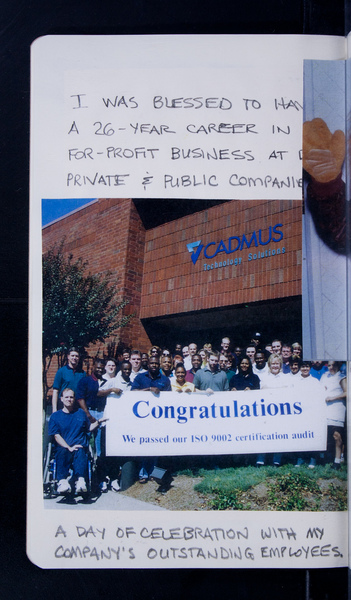 I WAS BLESSED TO
A 26-YEAR CAREER IN
FOR-PROFIT BUSINESS AT
PRIVATE & PUBLIC COMPANIE
CADMUS
Technology Solutions
Congratulations
We passed our ISO 9002 certification audit
A DAY OF CELEBRATION WITH MY
COMPANY'S OUTSTANDING EMPLOYEES.